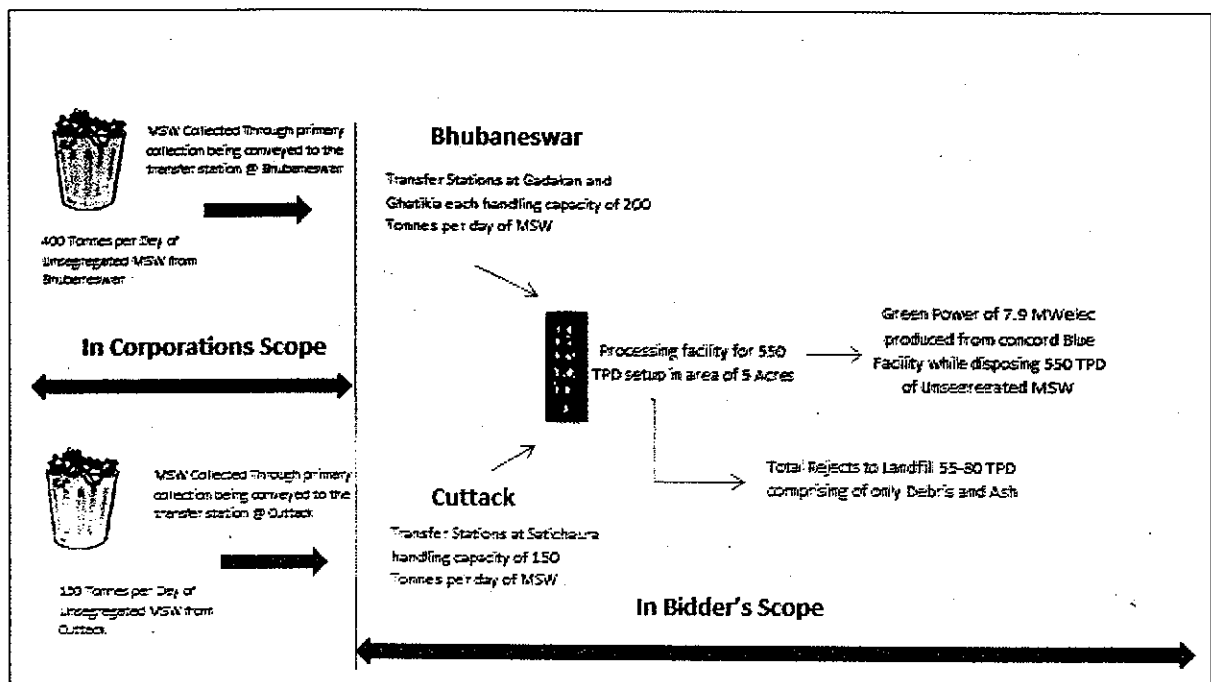 MSW Collected Through primary
collection being conveyed to the
transfer station @ Bhubaneswar
400 Tonnes per Day of
Unsegregated MSW from
Bhubaneswar
In Corporations Scope
MSW Collected Through primary
collection being conveyed to the
transfer station @ Cuttack
150 Tonnes per Day of
Unsegregated MSW from
Cuttack
Bhubaneswar
Transfer Stations at Gadakan and
Ghatikia each handling capacity of 200
Tonnes per day of MSW
Processing facility for 550
TPD setup in area of 5 Acres
Green Power of 7.9 MWelec
produced from concord Blue
Facility while disposing 550 TPD
of Unsegregated MSW
Total Rejects to Landfill 55-80 TPD
comprising of only Debris and Ash
Cuttack
Transfer Stations at Satichaura
handling capacity of 150
Tonnes per day of MSW
In Bidder's Scope